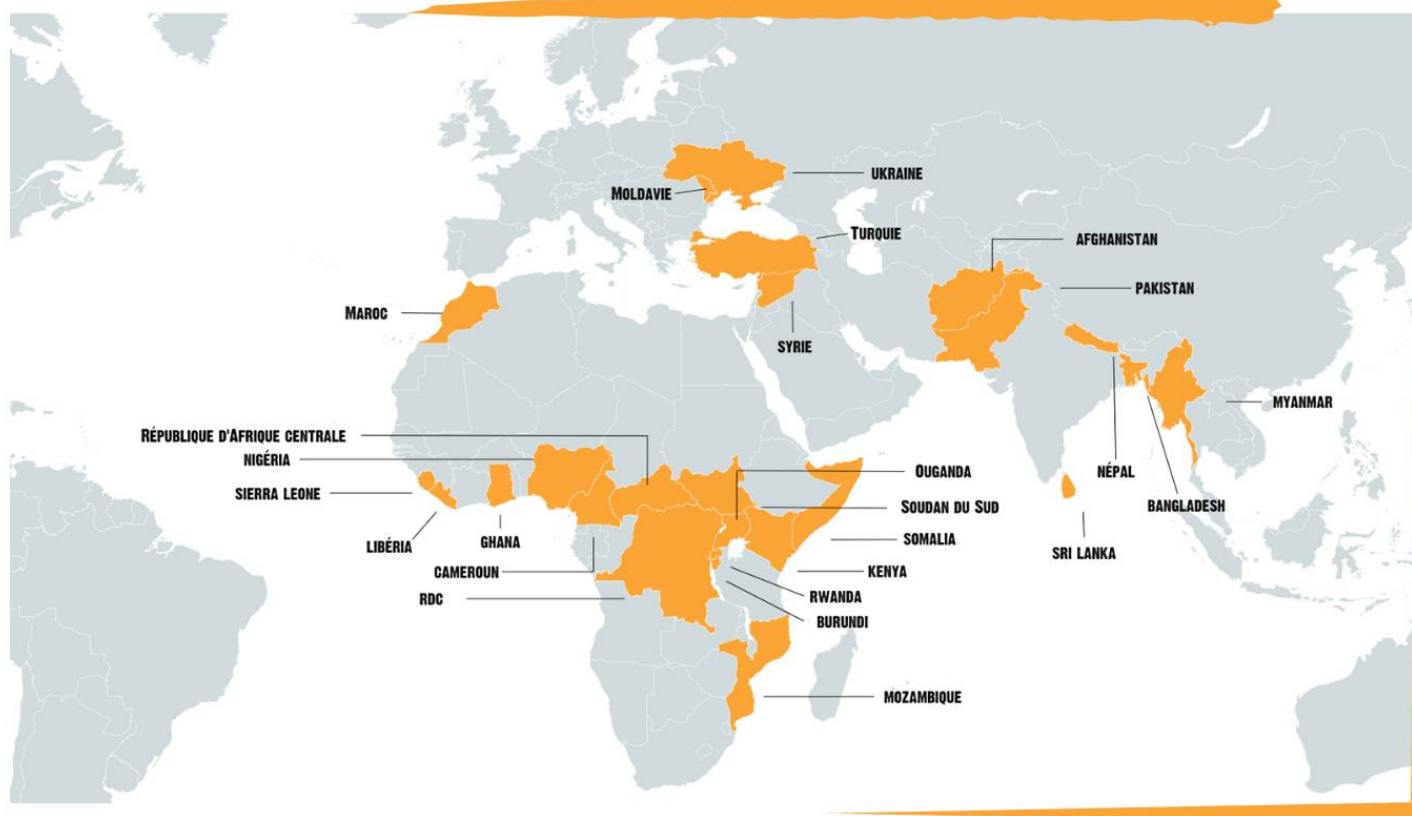 UKRAINE
MOLDAVIE
TURQUIE
AFGHANISTAN
PAKISTAN
MAROC
SYRIE
MYANMAR
RÉPUBLIQUE D'AFRIQUE CENTRALE
NIGÉRIA
OUGANDA
NÉPAL
SIERRA LEONE
SOUDAN DU SUD
BANGLADESH
LIBÉRIA
GHANA
SOMALIA
SRI LANKA
CAMEROUN
KENYA
RDC
RWANDA
BURUNDI
MOZAMBIQUE